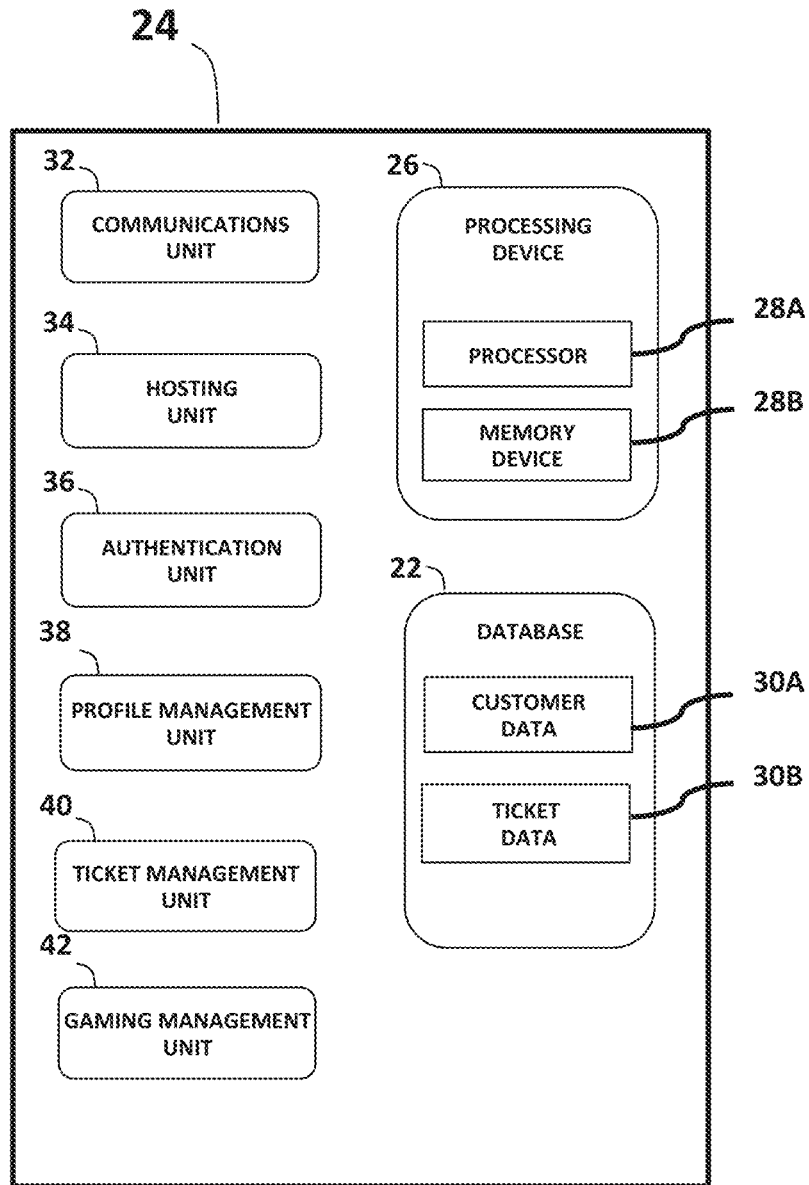 24
32
COMMUNICATIONS
UNIT
34
HOSTING
UNIT
36
AUTHENTICATION
UNIT
38
PROFILE MANAGEMENT
UNIT
40
TICKET MANAGEMENT
UNIT
42
GAMING MANAGEMENT
UNIT
26
PROCESSING
DEVICE
28A
PROCESSOR
28B
MEMORY
DEVICE
22
DATABASE
30A
CUSTOMER
DATA
30B
TICKET
DATA